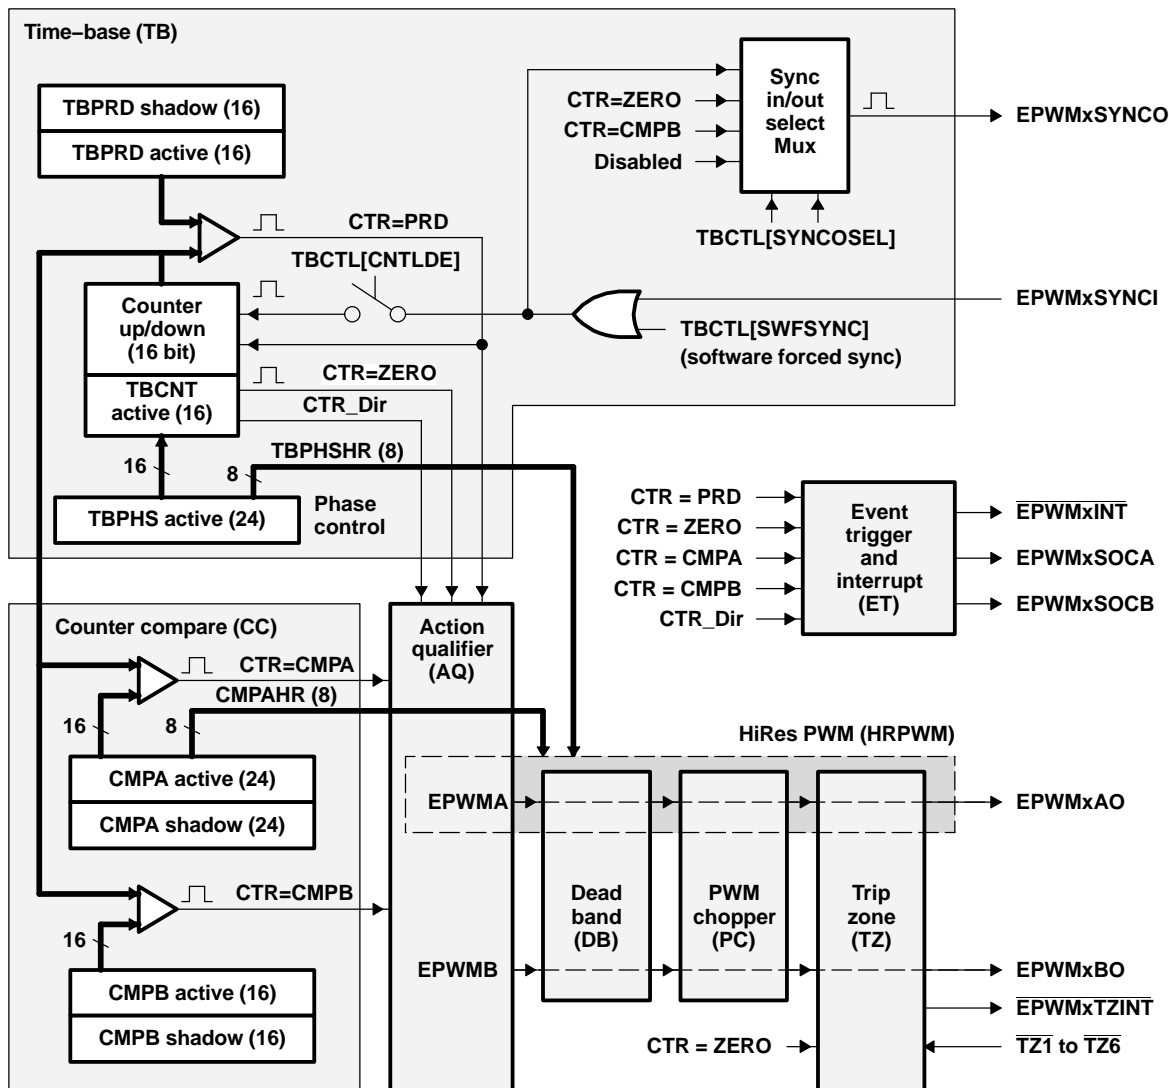 Time−base (TB)
TBPRD shadow (16)
TBPRD active (16)
CTR=PRD
TBCTL[CNTLDE]
Counter
up/down
(16 bit)
TBCNT
active (16)
CTR=ZERO
CTR_Dir
16
8
TBPHSHR (8)
TBPHS active (24)
Phase
control
CTR=ZERO
CTR=CMPB
Disabled
Sync
in/out
select
Mux
TBCTL[SYNCOSEL]
EPWMxSYNCO
EPWMxSYNCI
TBCTL[SWFSYNC]
(software forced sync)
CTR = PRD
CTR = ZERO
CTR = CMPA
CTR = CMPB
CTR_Dir
Event
trigger
and
interrupt
(ET)
EPWMxINT
EPWMxSOCA
EPWMxSOCB
Counter compare (CC)
CTR=CMPA
CMPAHR (8)
16
8
CMPA active (24)
CMPA shadow (24)
CTR=CMPB
16
CMPB active (16)
CMPB shadow (16)
Action
qualifier
(AQ)
EPWMA
EPWMB
HiRes PWM (HRPWM)
Dead
band
(DB)
PWM
chopper
(PC)
Trip
zone
(TZ)
CTR = ZERO
EPWMxAO
EPWMxBO
EPWMxTZINT
TZ1 to TZ6